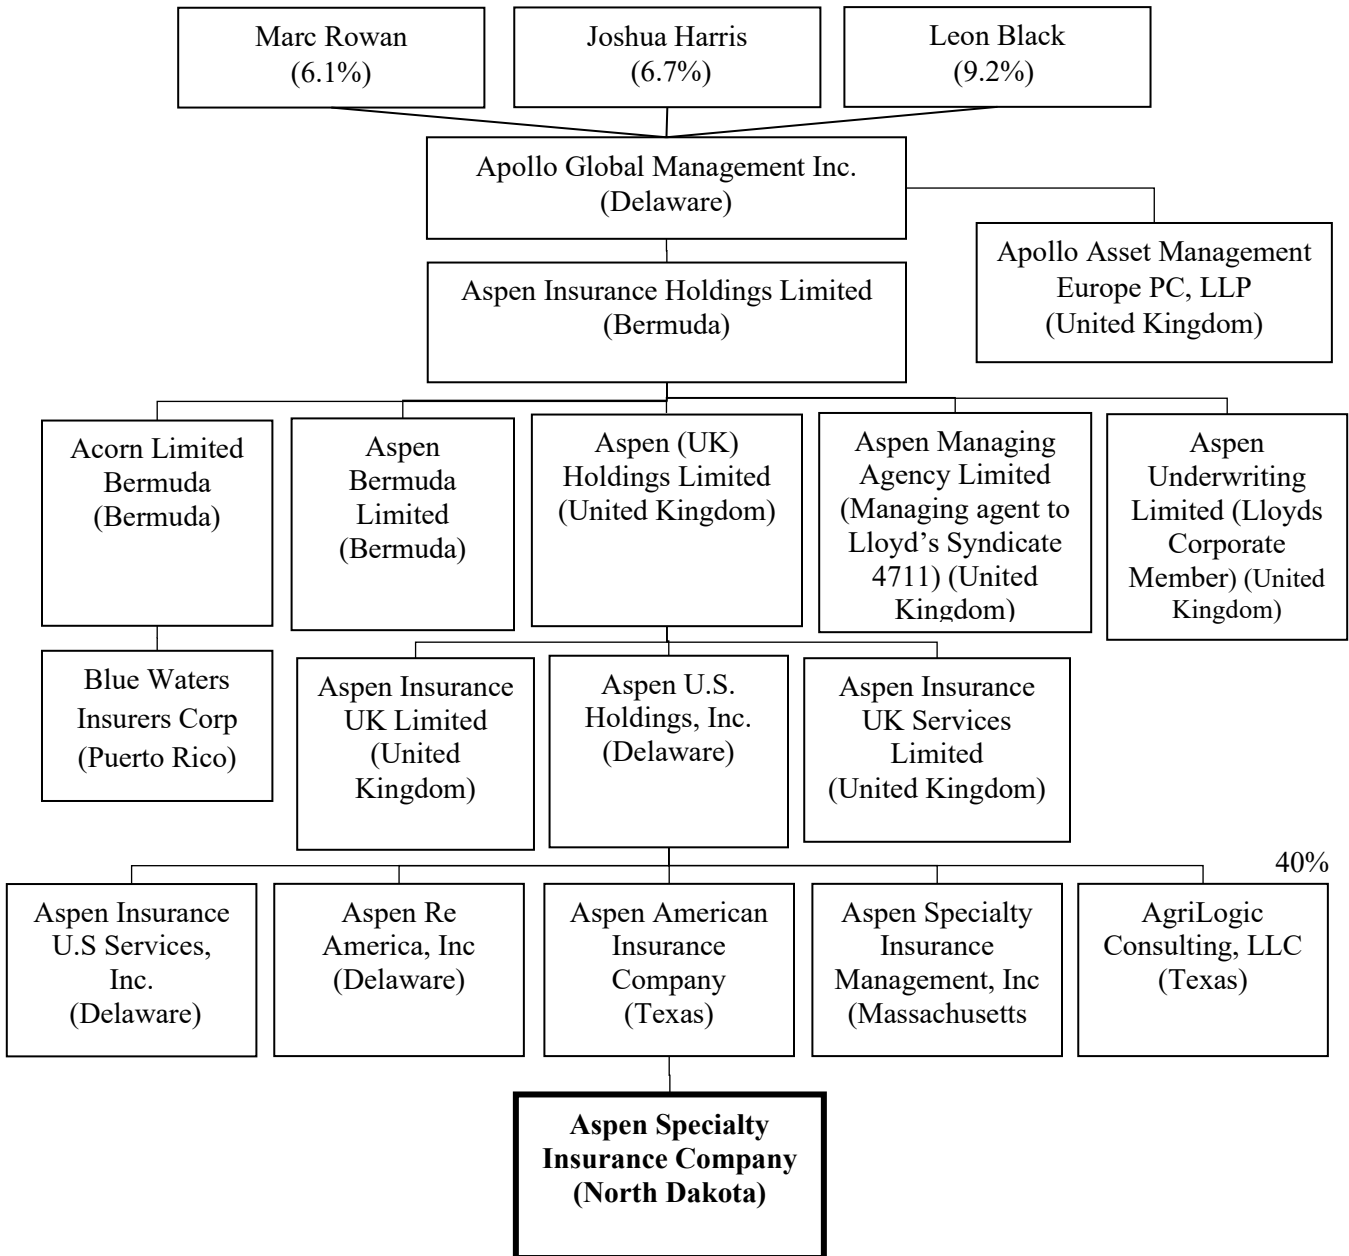 Marc Rowan
(6.1%)
Joshua Harris
(6.7%)
Leon Black
(9.2%)
Apollo Global Management Inc.
(Delaware)
Apollo Asset Management
Europe PC, LLP
(United Kingdom)
Aspen Insurance Holdings Limited
(Bermuda)
Acorn Limited
Bermuda
(Bermuda)
Aspen
Bermuda
Limited
(Bermuda)
Aspen (UK)
Holdings Limited
(United Kingdom)
Aspen Managing
Agency Limited
(Managing agent to
Lloyd’s Syndicate
4711) (United
Kingdom)
Aspen
Underwriting
Limited (Lloyds
Corporate
Member) (United
Kingdom)
Blue Waters
Insurers Corp
(Puerto Rico)
Aspen Insurance
UK Limited
(United
Kingdom)
Aspen U.S.
Holdings, Inc.
(Delaware)
Aspen Insurance
UK Services
Limited
(United Kingdom)
40%
Aspen Insurance
U.S Services,
Inc.
(Delaware)
Aspen Re
America, Inc
(Delaware)
Aspen American
Insurance
Company
(Texas)
Aspen Specialty
Insurance
Management, Inc
(Massachusetts
AgriLogic
Consulting, LLC
(Texas)
Aspen Specialty
Insurance Company
(North Dakota)